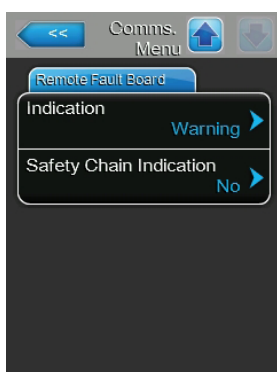 <<
Comms.
Menu
Remote Fault Board
Indication
Warning
Safety Chain Indication
No